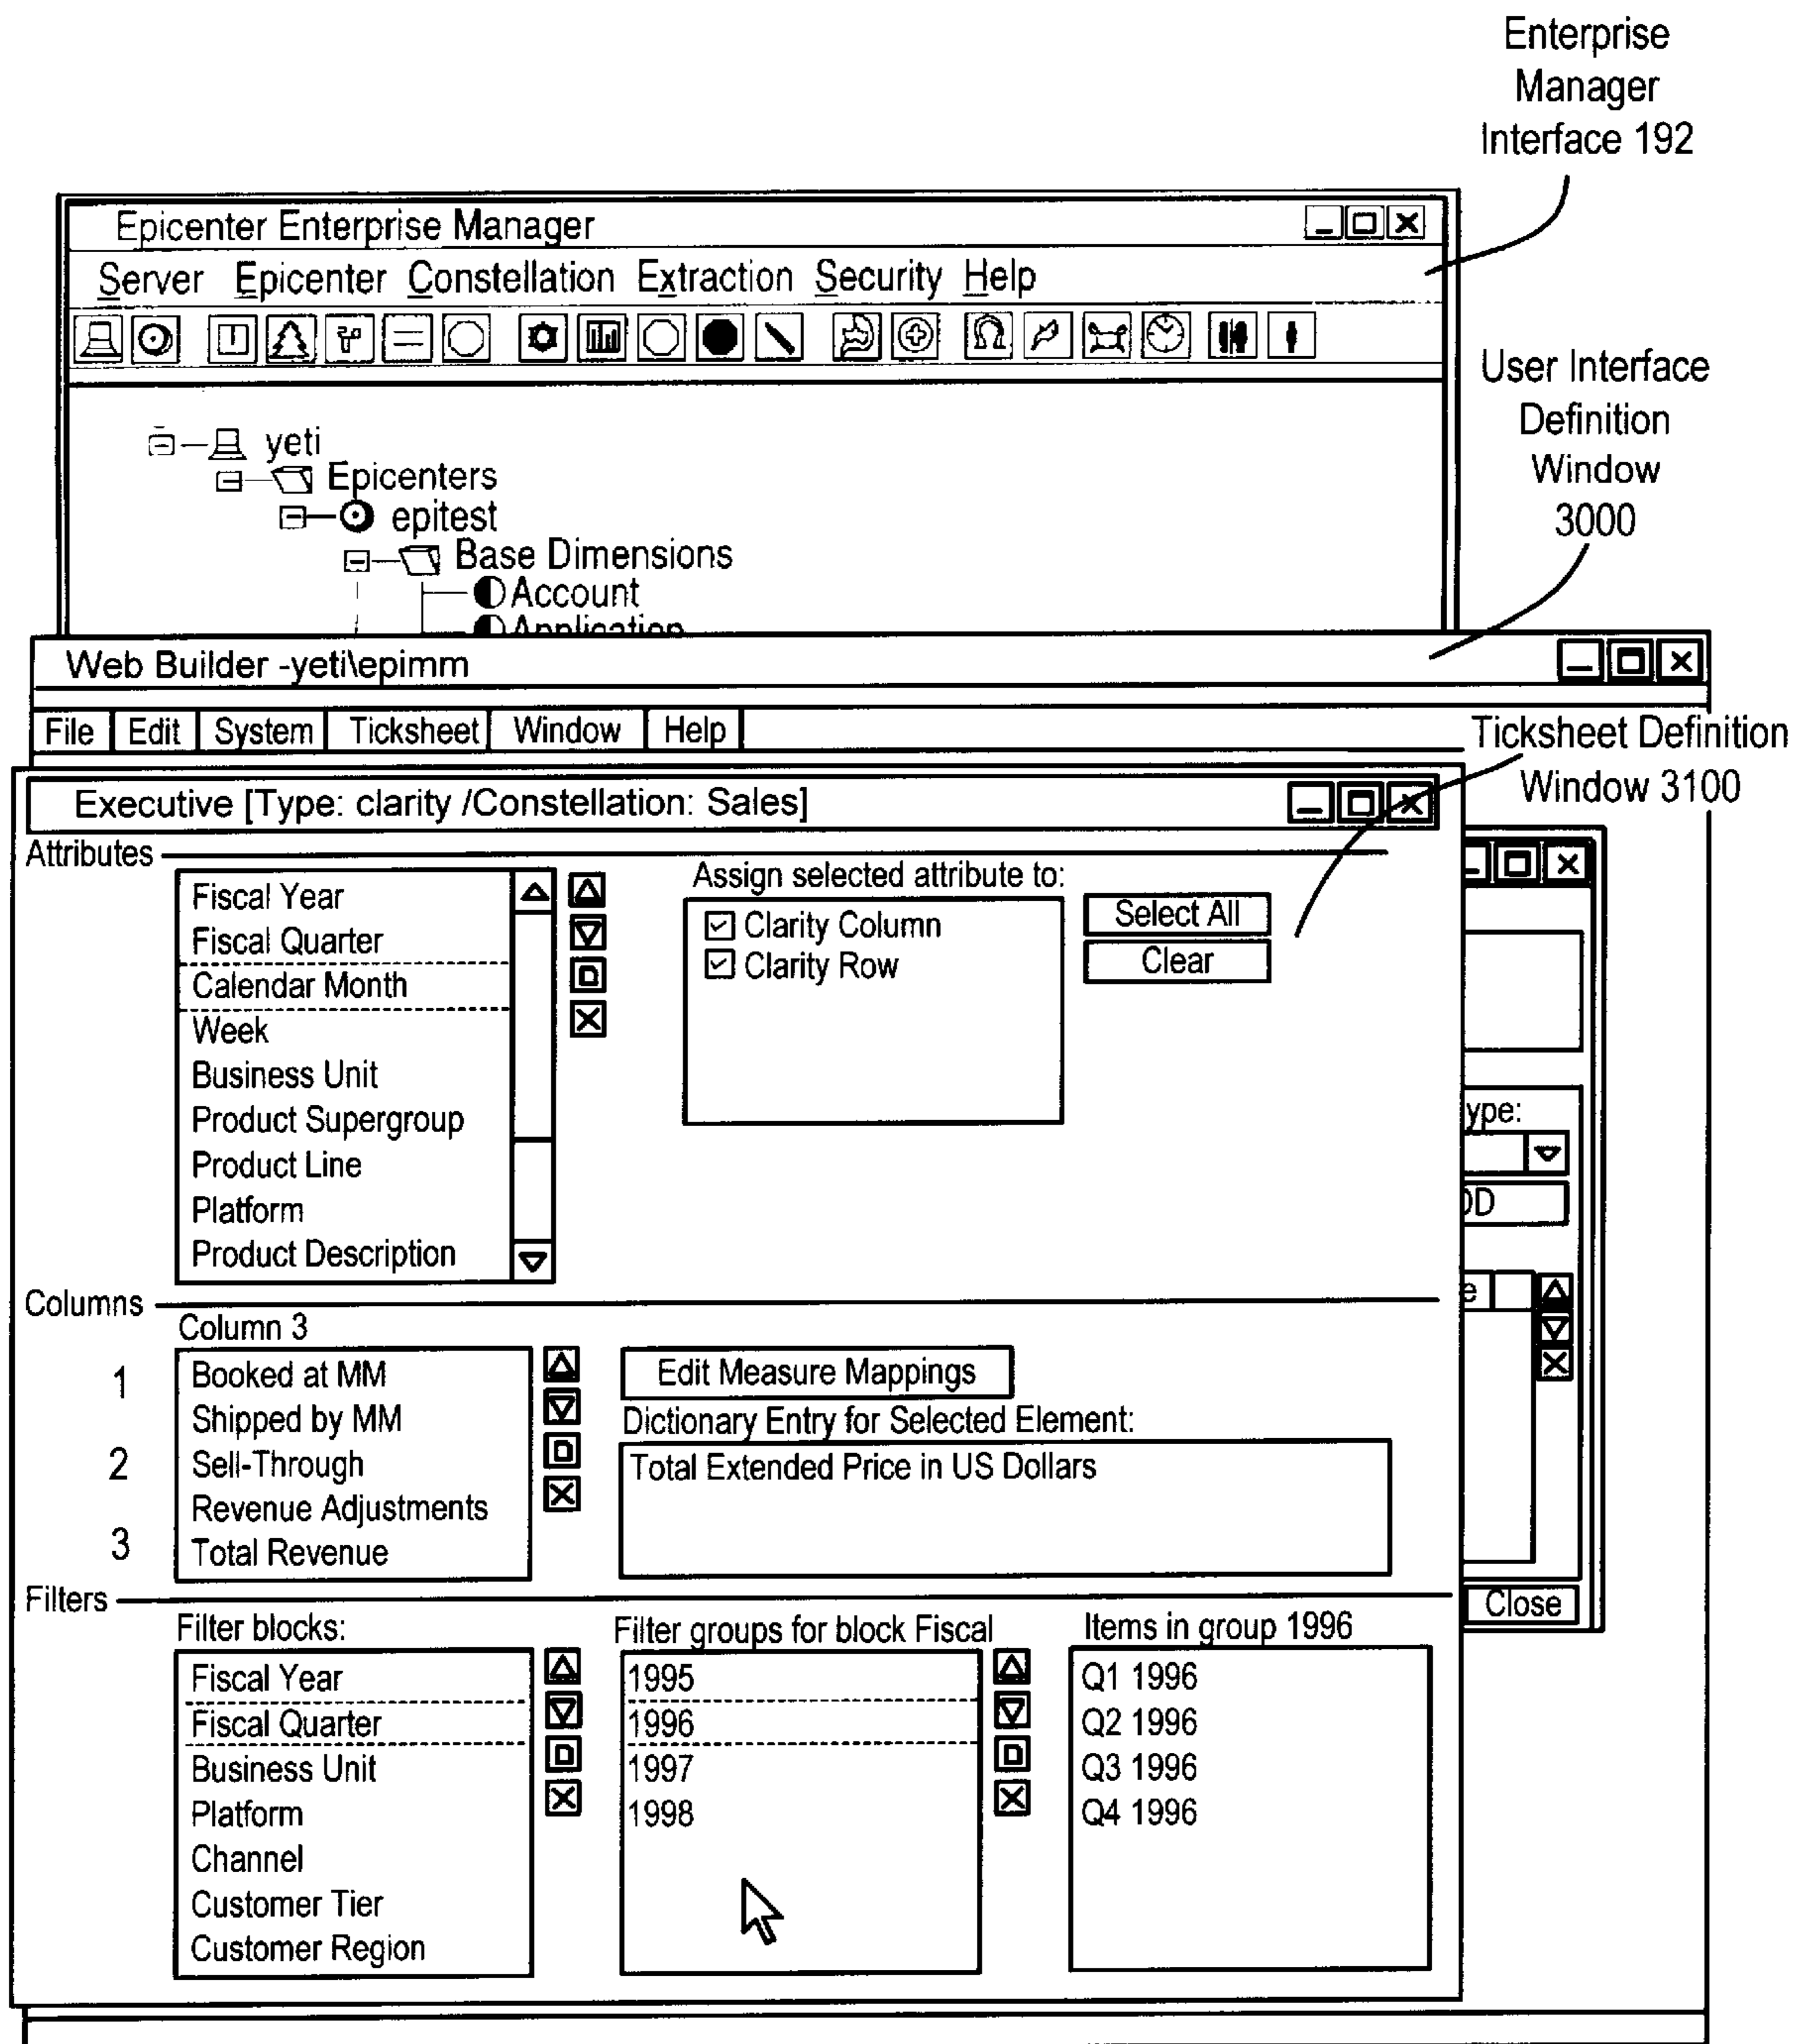 Enterprise
Manager
Interface 192
Epicenter Enterprise Manager
Server Epicenter Constellation Extraction Security Help
User Interface
Definition
Window
3000
yeti
Epicenters
epitest
Base Dimensions
Account
Application
Web Builder -yeti\epimm
File Edit System Ticksheet Window Help
Ticksheet Definition
Window 3100
Executive [Type: clarity /Constellation: Sales]
Attributes
Fiscal Year
Fiscal Quarter
Calendar Month
Week
Business Unit
Product Supergroup
Product Line
Platform
Product Description
Assign selected attribute to:
Clarity Column
Clarity Row
Select All
Clear
ype:
DD
e
Columns
Column 3
1
2
3
Booked at MM
Shipped by MM
Sell-Through
Revenue Adjustments
Total Revenue
Edit Measure Mappings
Dictionary Entry for Selected Element:
Total Extended Price in US Dollars
Close
Filters
Filter blocks:
Fiscal Year
Fiscal Quarter
Business Unit
Platform
Channel
Customer Tier
Customer Region
Filter groups for block Fiscal
1995
1996
1997
1998
Items in group 1996
Q1 1996
Q2 1996
Q3 1996
Q4 1996